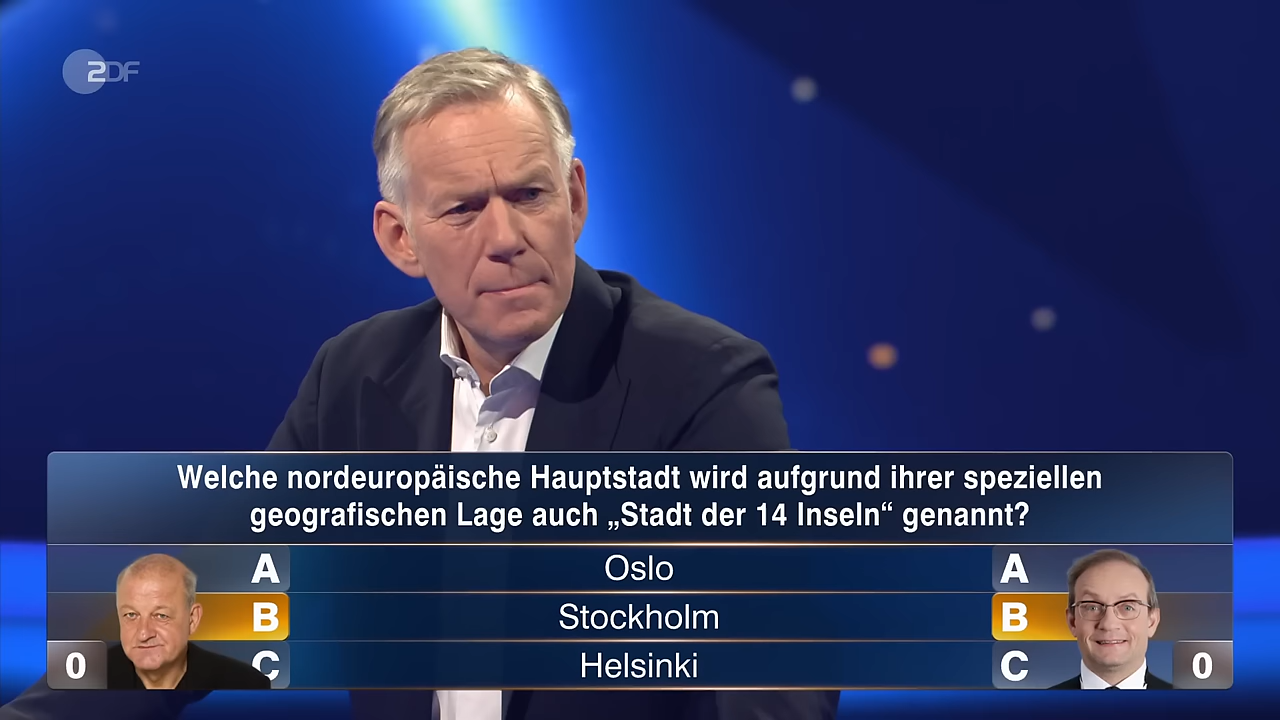 ZDF
Welche nordeuropäische Hauptstadt wird aufgrund ihrer speziellen
geografischen Lage auch „Stadt der 14 Inseln“ genannt?
A Oslo A
B Stockholm B
0 C Helsinki C 0